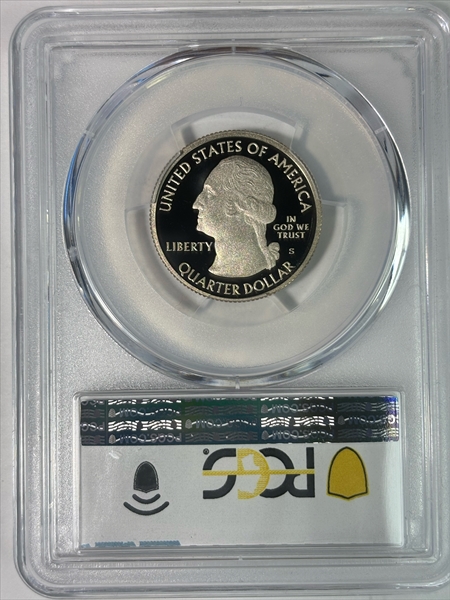 UNITED STATES OF AMERICA
IN
GOD WE
TRUST
LIBERTY
S
QUARTER DOLLAR
PCGS